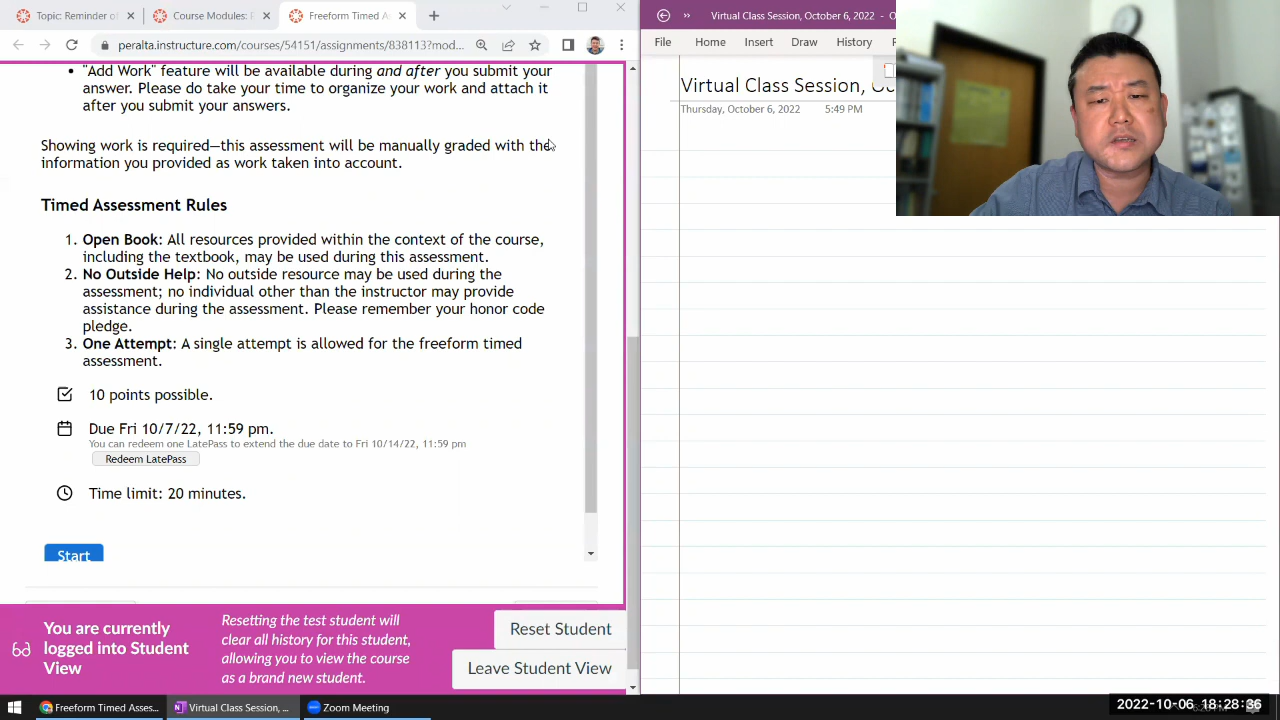 Topic: Reminder of
Course Modules: P
Freeform Timed A
peralta.instructure.com/courses/54151/assignments/838113?mod...
"Add Work" feature will be available during and after you submit your
answer. Please do take your time to organize your work and attach it
after you submit your answers.
Showing work is required—this assessment will be manually graded with the
information you provided as work taken into account.
Timed Assessment Rules
1. Open Book: All resources provided within the context of the course,
including the textbook, may be used during this assessment.
2. No Outside Help: No outside resource may be used during the
assessment; no individual other than the instructor may provide
assistance during the assessment. Please remember your honor code
pledge.
3. One Attempt: A single attempt is allowed for the freeform timed
assessment.
10 points possible.
Due Fri 10/7/22, 11:59 pm.
You can redeem one LatePass to extend the due date to Fri 10/14/22, 11:59 pm
Redeem LatePass
Time limit: 20 minutes.
Start
You are currently
logged into Student
View
Resetting the test student will
clear all history for this student,
allowing you to view the course
as a brand new student.
Reset Student
Leave Student View
Virtual Class Session, October 6, 2022 - O
File Home Insert Draw History
Virtual Class Session,
Thursday, October 6, 2022 5:49 PM
Freeform Timed Asses...
Virtual Class Session, ...
Zoom Meeting
2022-10-06 18:28:36